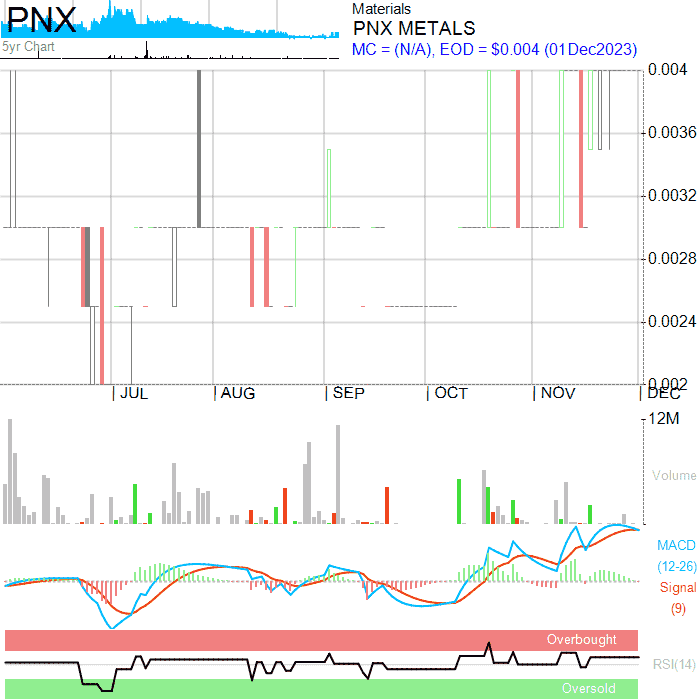 PNX
5yr Chart
Materials
PNX METALS
MC = (N/A), EOD = $0.004 (01Dec2023)
0.004
0.0036
0.0032
0.0028
0.0024
0.002
| JUL | AUG | SEP | OCT | NOV | DEC
12M
Volume
MACD
(12-26)
Signal
(9)
Overbought
RSI(14)
Oversold